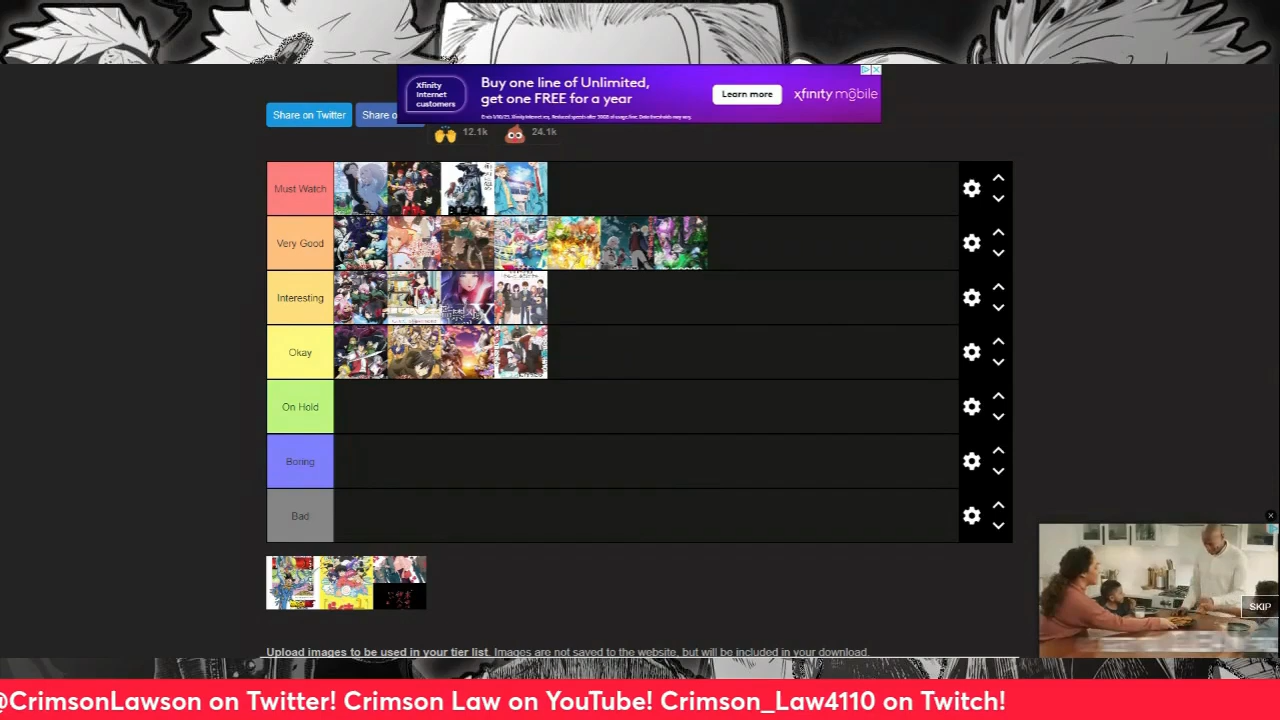 Xfinity
Internet
customers
Buy one line of Unlimited,
get one FREE for a year
Learn more
xfinity mobile
Share on Twitter
Share o
12.1k
24.1k
Must Watch
BLEACH
Very Good
Interesting
Okay
On Hold
Boring
Bad
SKIP
Upload images to be used in your tier list. Images are not saved to the website, but will be included in your download.
@CrimsonLawson on Twitter! Crimson Law on YouTube! Crimson_Law4110 on Twitch!